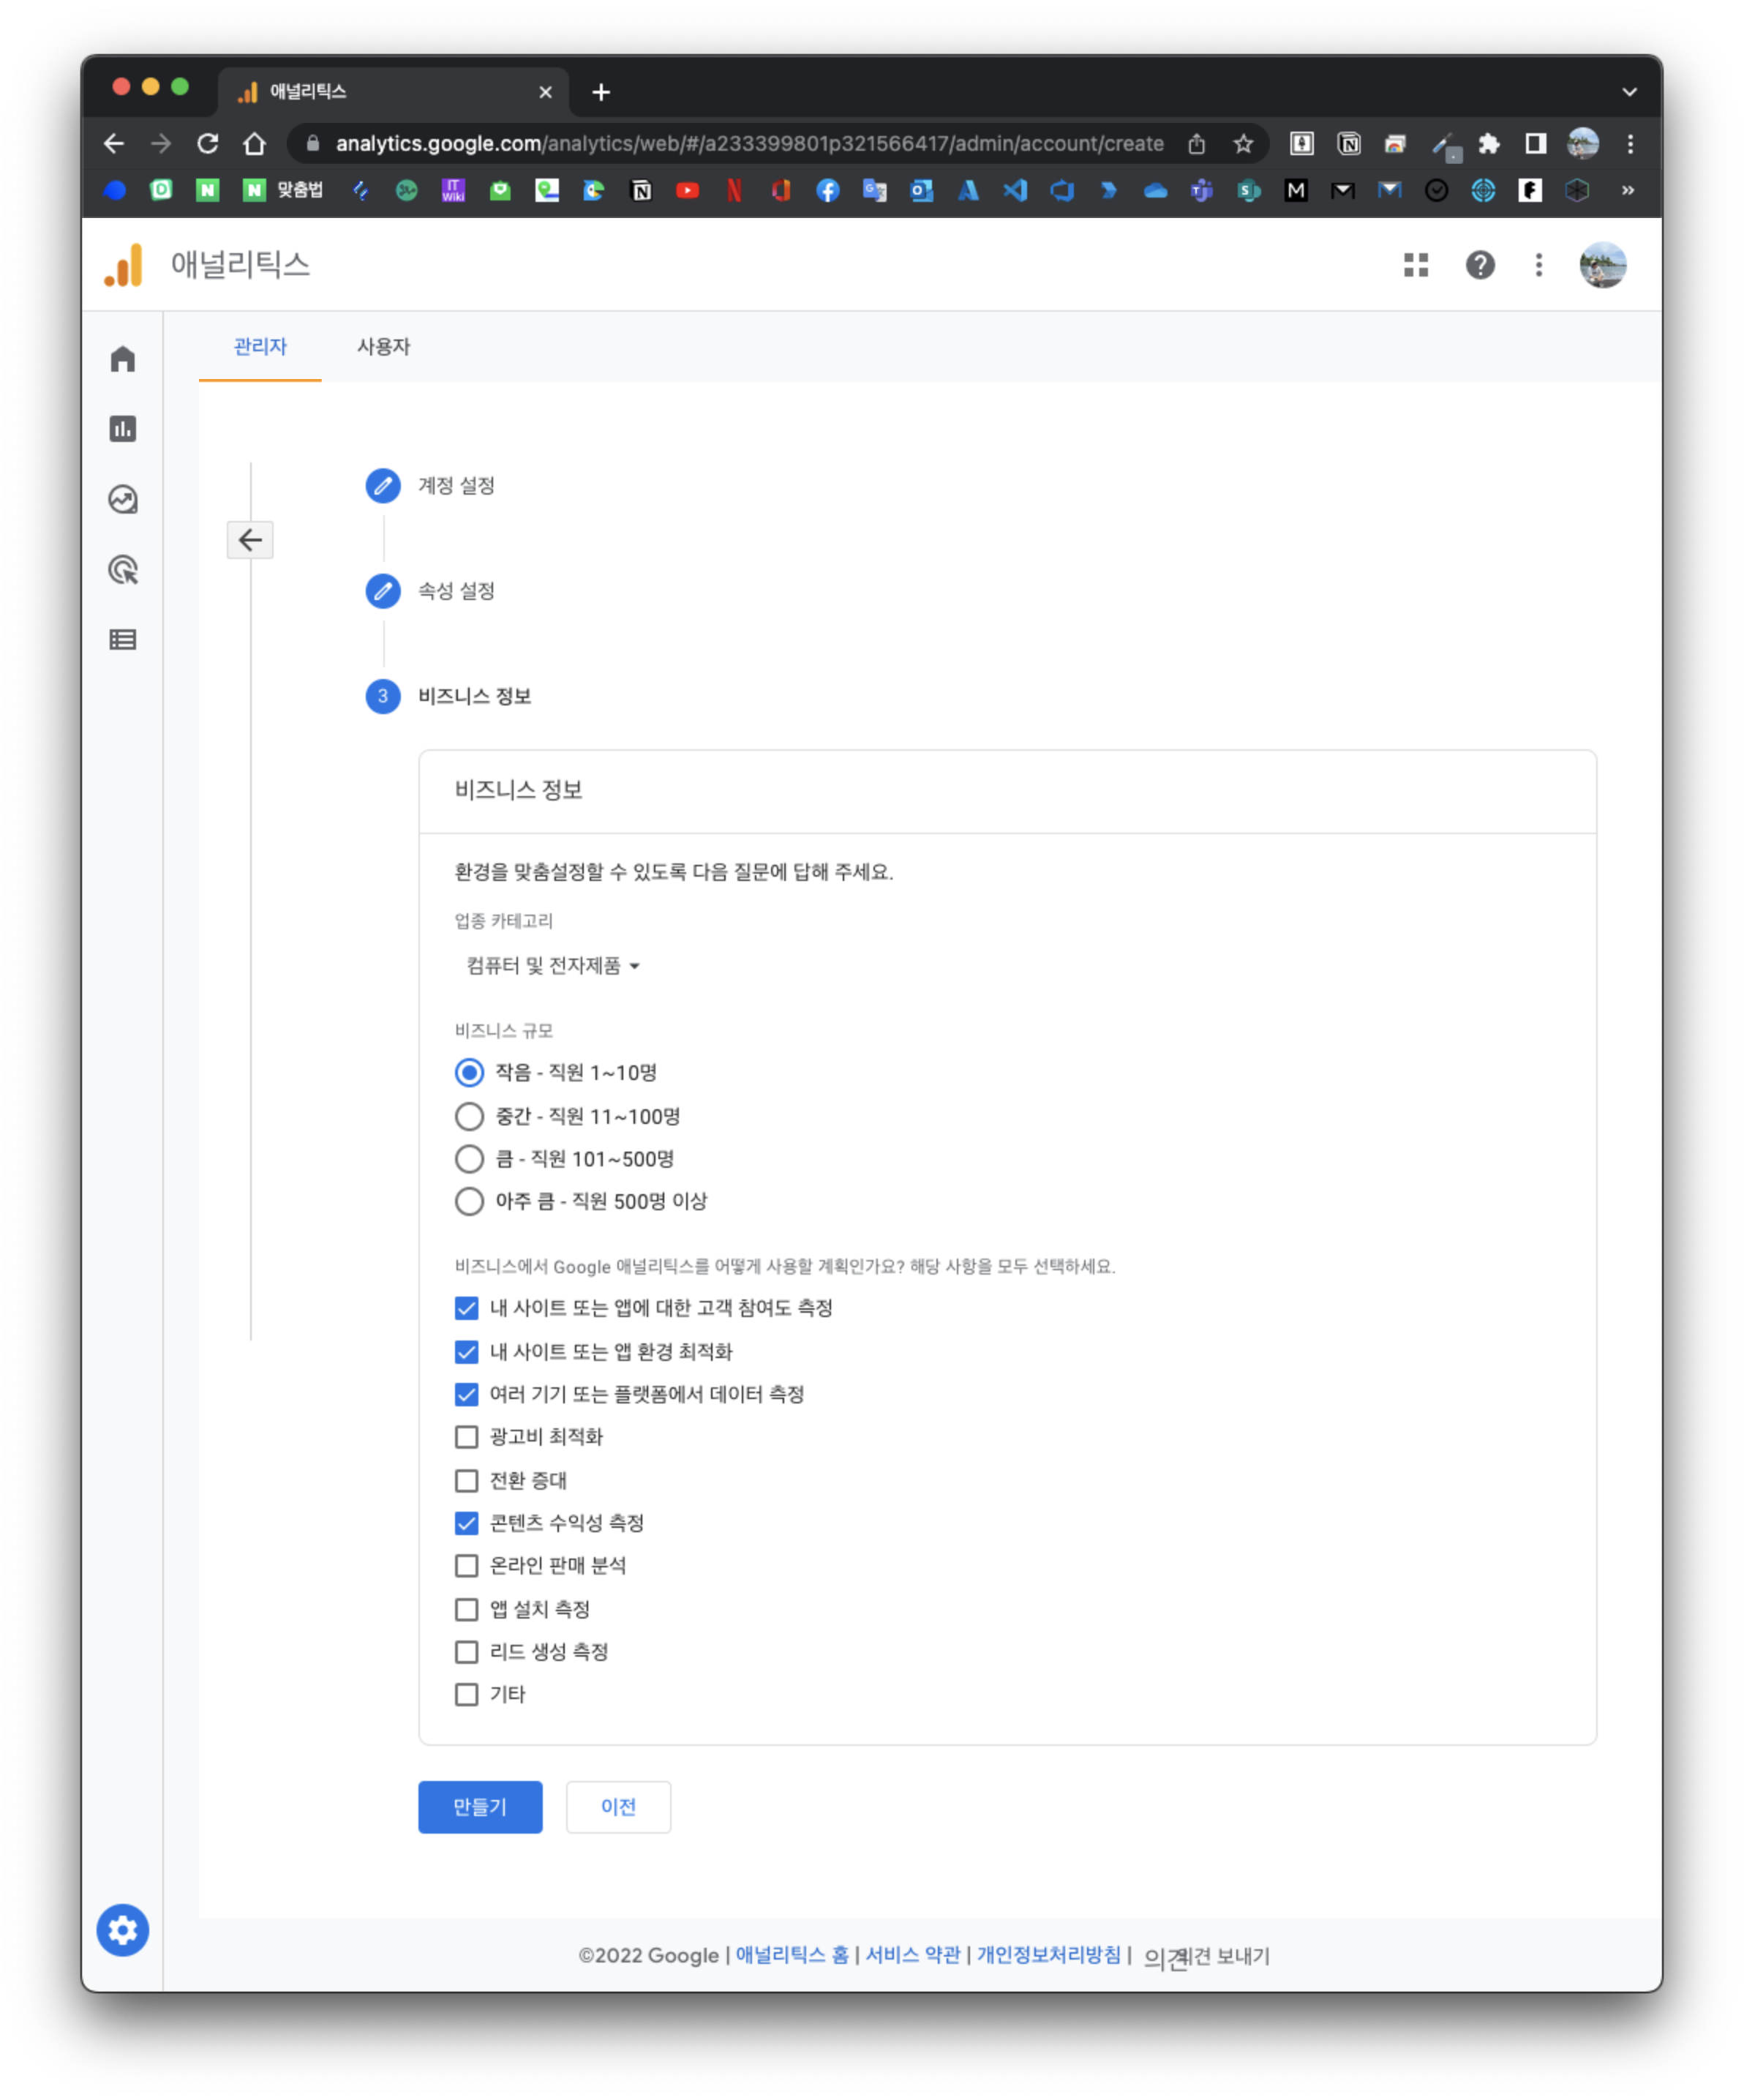 애널리틱스
analytics.google.com/analytics/web/#/a233399801p321566417/admin/account/create
맞춤법
IT Wiki
애널리틱스
관리자 사용자
계정 설정
속성 설정
3 비즈니스 정보
비즈니스 정보
환경을 맞춤설정할 수 있도록 다음 질문에 답해 주세요.
업종 카테고리
컴퓨터 및 전자제품
비즈니스 규모
작음 - 직원 1~10명
중간 - 직원 11~100명
큼 - 직원 101~500명
아주 큼 - 직원 500명 이상
비즈니스에서 Google 애널리틱스를 어떻게 사용할 계획인가요? 해당 사항을 모두 선택하세요.
내 사이트 또는 앱에 대한 고객 참여도 측정
내 사이트 또는 앱 환경 최적화
여러 기기 또는 플랫폼에서 데이터 측정
광고비 최적화
전환 증대
콘텐츠 수익성 측정
온라인 판매 분석
앱 설치 측정
리드 생성 측정
기타
만들기 이전
©2022 Google | 애널리틱스 홈 | 서비스 약관 | 개인정보처리방침 | 의견 보내기